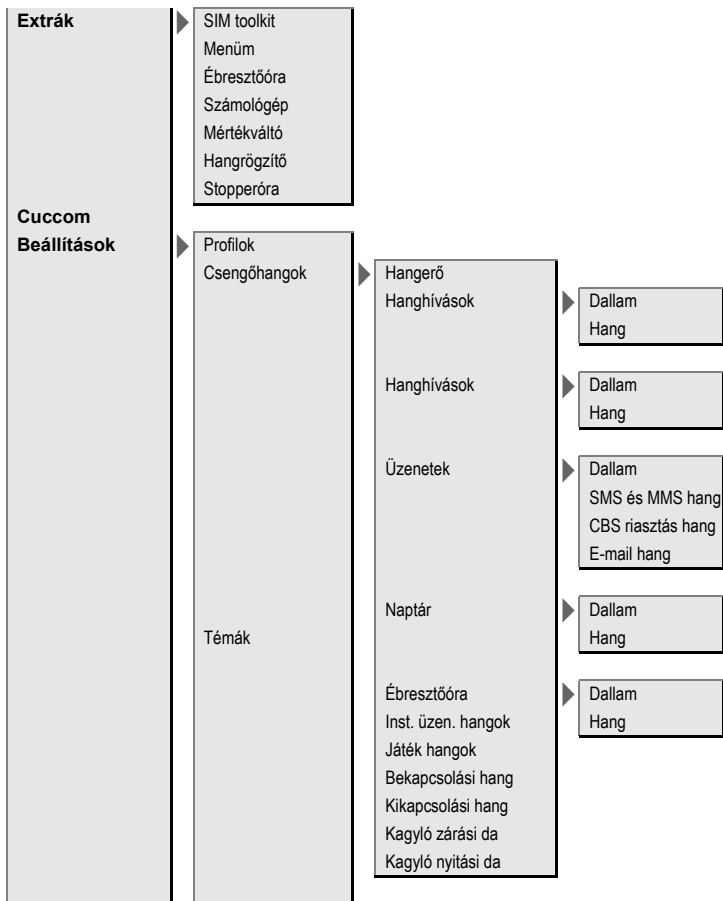 Extrák
SIM toolkit
Menüm
Ébresztőóra
Számológép
Mértékváltó
Hangrögzítő
Stopperóra
Cuccom
Beállítások
Profilok
Csengőhangok
Hangerő
Hanghívások
Dallam
Hang
Hanghívások
Dallam
Hang
Üzenetek
Dallam
SMS és MMS hang
CBS riasztás hang
E-mail hang
Naptár
Dallam
Hang
Témák
Ébresztőóra
Dallam
Hang
Inst. üzen. hangok
Játék hangok
Bekapcsolási hang
Kikapcsolási hang
Kagyló zárási da
Kagyló nyitási da